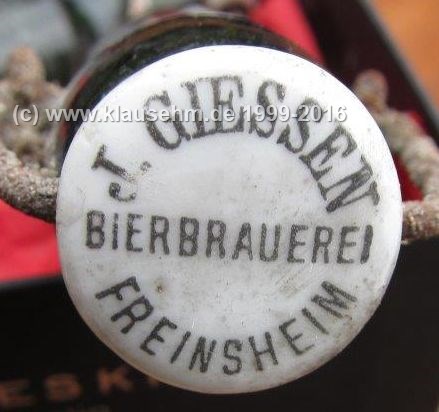 (c) www.klausehm.de 1999-2016
J. GIESSEN
BIERBRAUEREI
FREINSHEIM